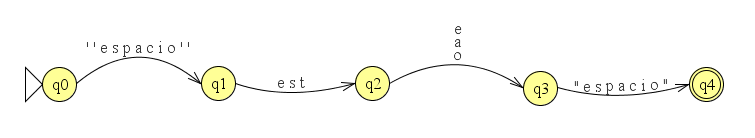 ''espacio''
est
e
a
o
"espacio"
q0
q1
q2
q3
q4